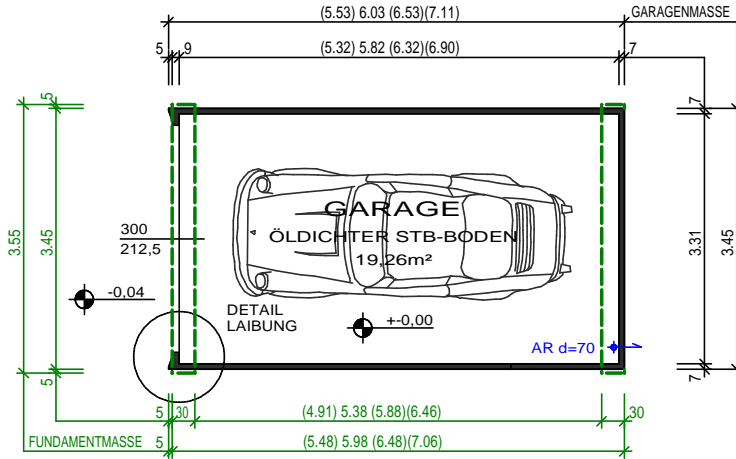 (5.53) 6.03 (6.53)(7.11)
GARAGENMASSE
5
9
(5.32) 5.82 (6.32)(6.90)
7
5
7
3.55
3.45
300
212,5
GARAGE
ÖLDICHTER STB-BODEN
19,26m²
3.31
3.45
-0,04
DETAIL
LAIBUNG
+-0,00
AR d=70
5
7
5
30
(4.91) 5.38 (5.88)(6.46)
30
FUNDAMENTMASSE
5
(5.48) 5.98 (6.48)(7.06)